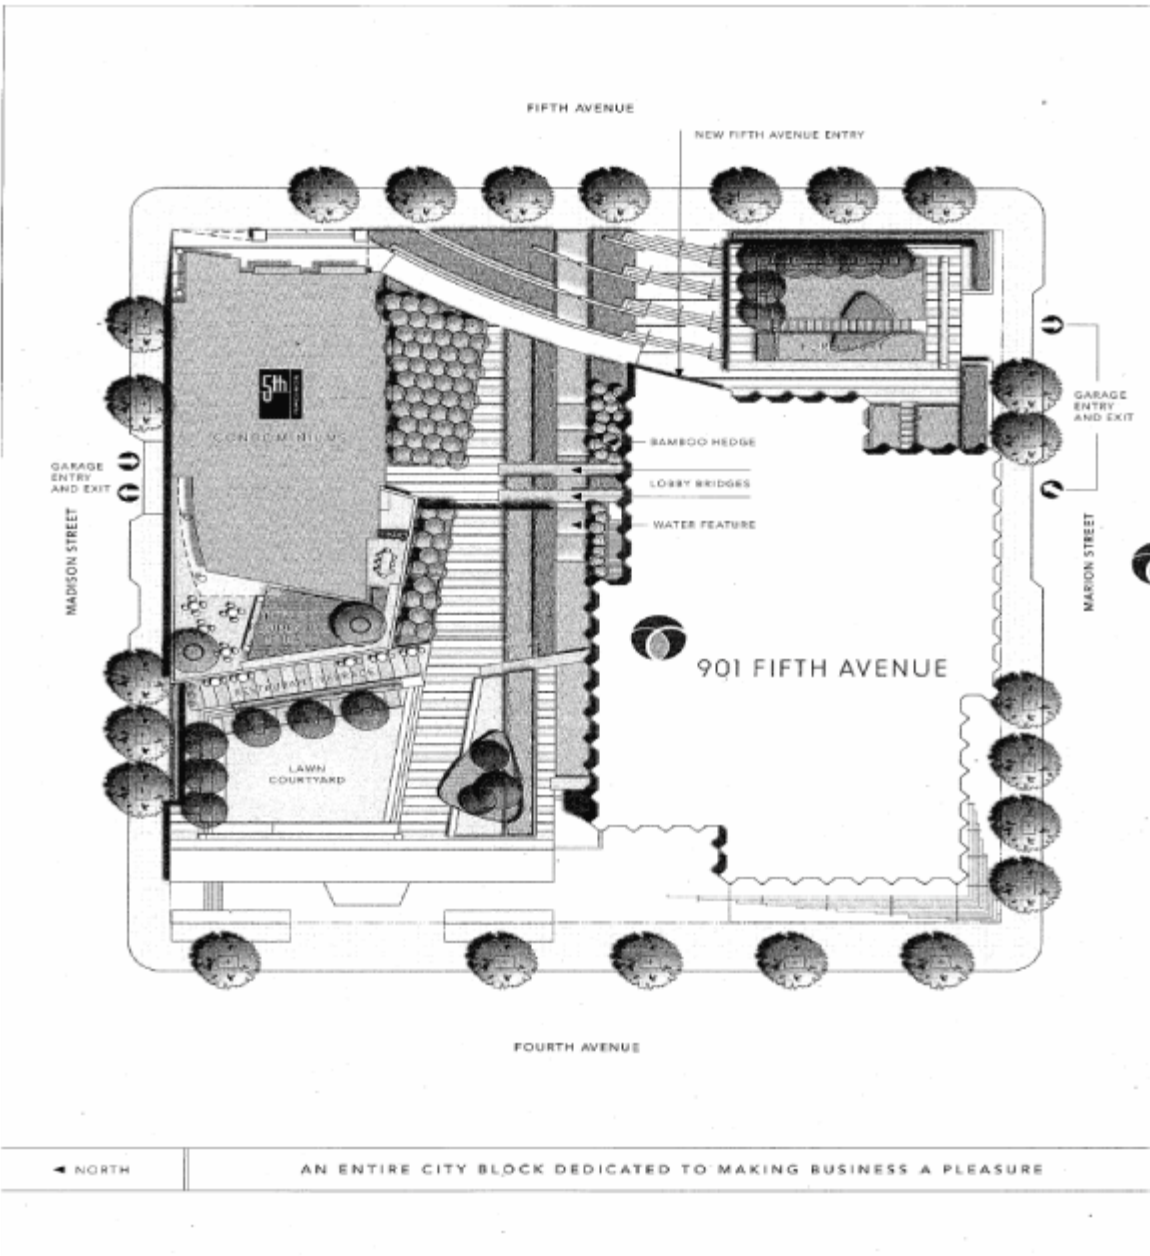 FIFTH AVENUE
NEW FIFTH AVENUE ENTRY
5th
CONDOMINIUMS
GARAGE
ENTRY
AND EXIT
GARAGE
ENTRY
AND EXIT
BAMBOO HEDGE
LOBBY BRIDGES
WATER FEATURE
MADISON STREET
MARION STREET
901 FIFTH AVENUE
RESTAURANT TERRACE
LAWN
COURTYARD
FOURTH AVENUE
NORTH
AN ENTIRE CITY BLOCK DEDICATED TO MAKING BUSINESS A PLEASURE